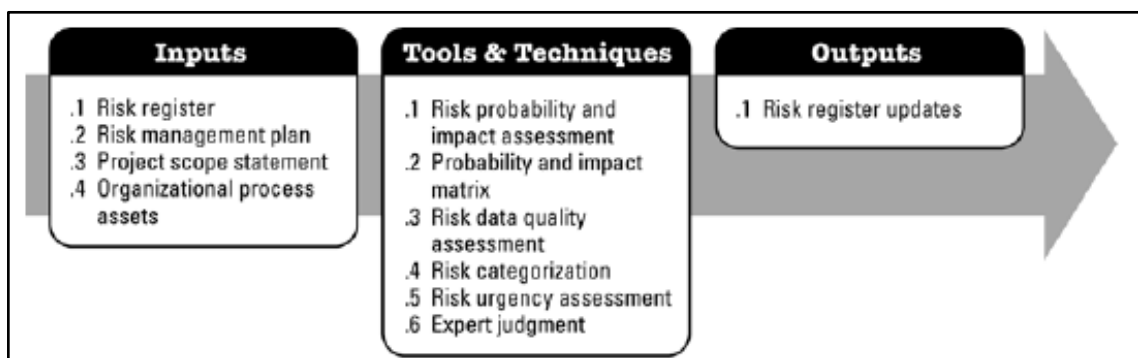 Inputs
.1 Risk register
.2 Risk management plan
.3 Project scope statement
.4 Organizational process
assets
Tools & Techniques
.1 Risk probability and
impact assessment
.2 Probability and impact
matrix
.3 Risk data quality
assessment
.4 Risk categorization
.5 Risk urgency assessment
.6 Expert judgment
Outputs
.1 Risk register updates